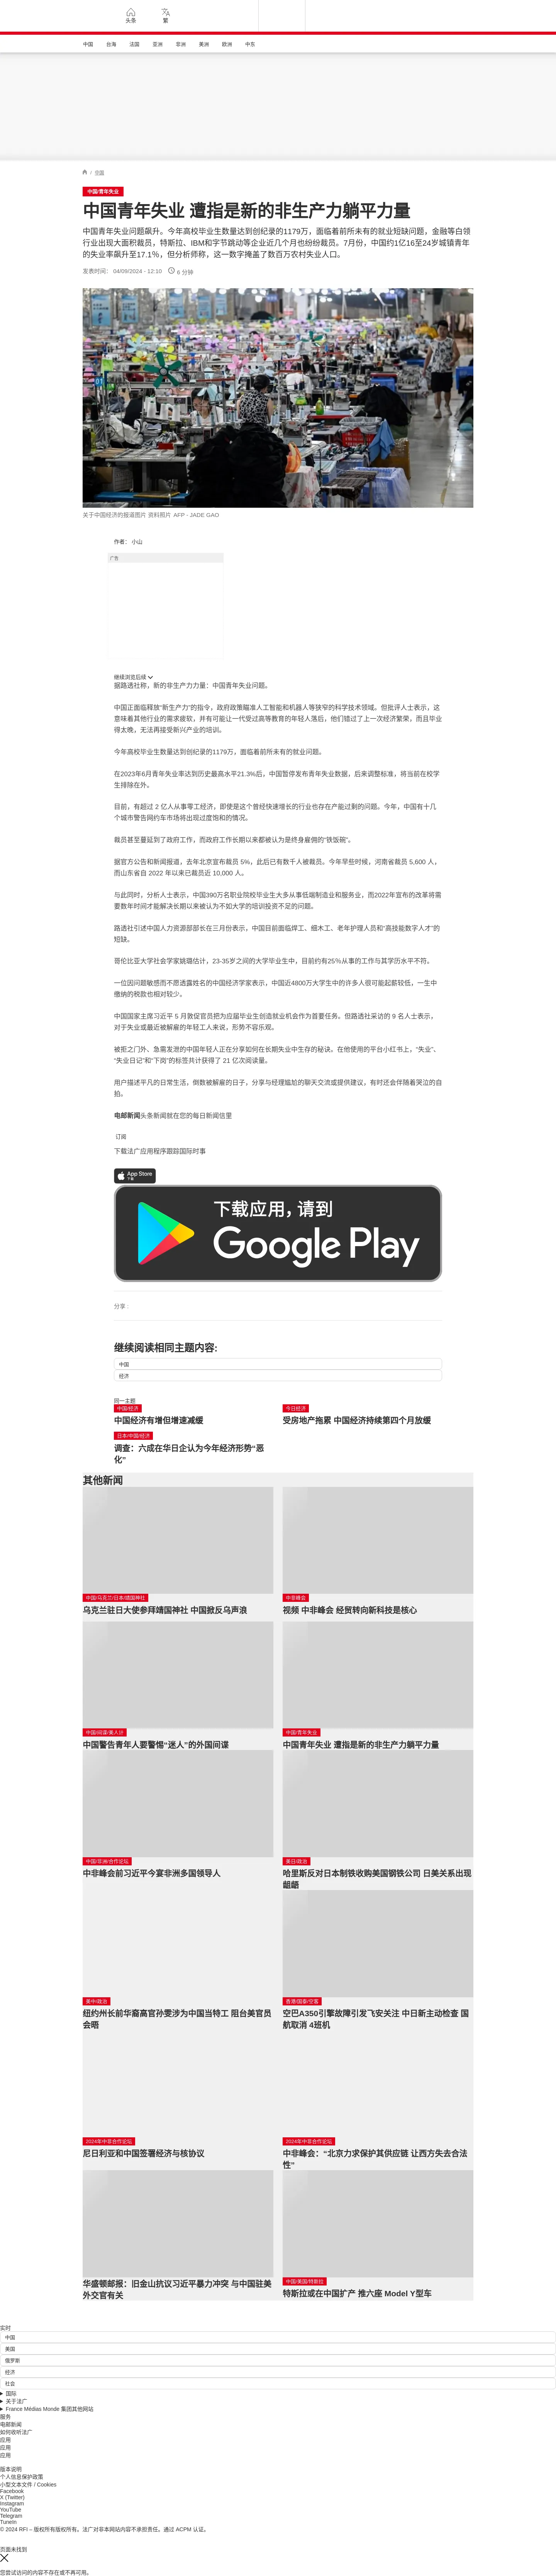 头条
繁
中国
台海
法国
亚洲
非洲
美洲
欧洲
中东
/ 中国
中国/青年失业
中国青年失业 遭指是新的非生产力躺平力量
中国青年失业问题飙升。今年高校毕业生数量达到创纪录的1179万，面临着前所未有的就业短缺问题，金融等白领
行业出现大面积裁员，特斯拉、IBM和字节跳动等企业近几个月也纷纷裁员。7月份，中国约1亿16至24岁城镇青年
的失业率飙升至17.1%，但分析师称，这一数字掩盖了数百万农村失业人口。
发表时间： 04/09/2024 - 12:10 6 分钟
关于中国经济的报道图片 资料照片 AFP - JADE GAO
作者： 小山
广告
继续浏览后续
据路透社称，新的非生产力力量：中国青年失业问题。
中国正面临释放“新生产力”的指令，政府政策瞄准人工智能和机器人等狭窄的科学技术领域。但批评人士表示，这
意味着其他行业的需求疲软，并有可能让一代受过高等教育的年轻人落后，他们错过了上一次经济繁荣，而且毕业
得太晚，无法再接受新兴产业的培训。
今年高校毕业生数量达到创纪录的1179万，面临着前所未有的就业问题。
在2023年6月青年失业率达到历史最高水平21.3%后，中国暂停发布青年失业数据，后来调整标准，将当前在校学
生排除在外。
目前，有超过 2 亿人从事零工经济，即使是这个曾经快速增长的行业也存在产能过剩的问题。今年，中国有十几
个城市警告网约车市场将出现过度饱和的情况。
裁员甚至蔓延到了政府工作，而政府工作长期以来都被认为是终身雇佣的“铁饭碗”。
据官方公告和新闻报道，去年北京宣布裁员 5%，此后已有数千人被裁员。今年早些时候，河南省裁员 5,600 人，
而山东省自 2022 年以来已裁员近 10,000 人。
与此同时，分析人士表示，中国390万名职业院校毕业生大多从事低端制造业和服务业，而2022年宣布的改革将需
要数年时间才能解决长期以来被认为不如大学的培训投资不足的问题。
路透社引述中国人力资源部部长在三月份表示，中国目前面临焊工、细木工、老年护理人员和“高技能数字人才”的
短缺。
哥伦比亚大学社会学家姚璐估计，23-35岁之间的大学毕业生中，目前约有25％从事的工作与其学历水平不符。
一位因问题敏感而不愿透露姓名的中国经济学家表示，中国近4800万大学生中的许多人很可能起薪较低，一生中
缴纳的税款也相对较少。
中国国家主席习近平 5 月敦促官员把为应届毕业生创造就业机会作为首要任务。但路透社采访的 9 名人士表示，
对于失业或最近被解雇的年轻工人来说，形势不容乐观。
被拒之门外、急需发泄的中国年轻人正在分享如何在长期失业中生存的秘诀。在他使用的平台小红书上，“失业”、
“失业日记”和“下岗”的标签共计获得了 21 亿次阅读量。
用户描述平凡的日常生活，倒数被解雇的日子，分享与经理尴尬的聊天交流或提供建议，有时还会伴随着哭泣的自
拍。
电邮新闻头条新闻就在您的每日新闻信里
订阅
下载法广应用程序跟踪国际时事
App Store
下载
下载应用，请到
Google Play
分享 :
继续阅读相同主题内容:
中国
经济
同一主题
中国/经济
中国经济有增但增速减缓
今日经济
受房地产拖累 中国经济持续第四个月放缓
日本/中国/经济
调查：六成在华日企认为今年经济形势“恶
化”
其他新闻
中国/乌克兰/日本/靖国神社
乌克兰驻日大使参拜靖国神社 中国掀反乌声浪
中非峰会
视频 中非峰会 经贸转向新科技是核心
中国/间谍/美人计
中国警告青年人要警惕“迷人”的外国间谍
中国/青年失业
中国青年失业 遭指是新的非生产力躺平力量
中国/非洲/合作论坛
中非峰会前习近平今宴非洲多国领导人
美日/政治
哈里斯反对日本制铁收购美国钢铁公司 日美关系出现
龃龉
美中/政治
纽约州长前华裔高官孙雯涉为中国当特工 阻台美官员
会晤
香港/国泰/空客
空巴A350引擎故障引发飞安关注 中日新主动检查 国
航取消 4班机
2024年中非合作论坛
尼日利亚和中国签署经济与核协议
2024年中非合作论坛
中非峰会：“北京力求保护其供应链 让西方失去合法
性”
华盛顿邮报：旧金山抗议习近平暴力冲突 与中国驻美
外交官有关
中国/美国/特斯拉
特斯拉或在中国扩产 推六座 Model Y型车
实时
中国
美国
俄罗斯
经济
社会
国际
关于法广
France Médias Monde 集团其他网站
服务
电邮新闻
如何收听法广
应用
应用
应用
版本说明
个人信息保护政策
小型文本文件 / Cookies
Facebook
X (Twitter)
Instagram
YouTube
Telegram
TuneIn
© 2024 RFI – 版权所有版权所有。法广对非本网站内容不承担责任。通过 ACPM 认证。
页面未找到
您尝试访问的内容不存在或不再可用。